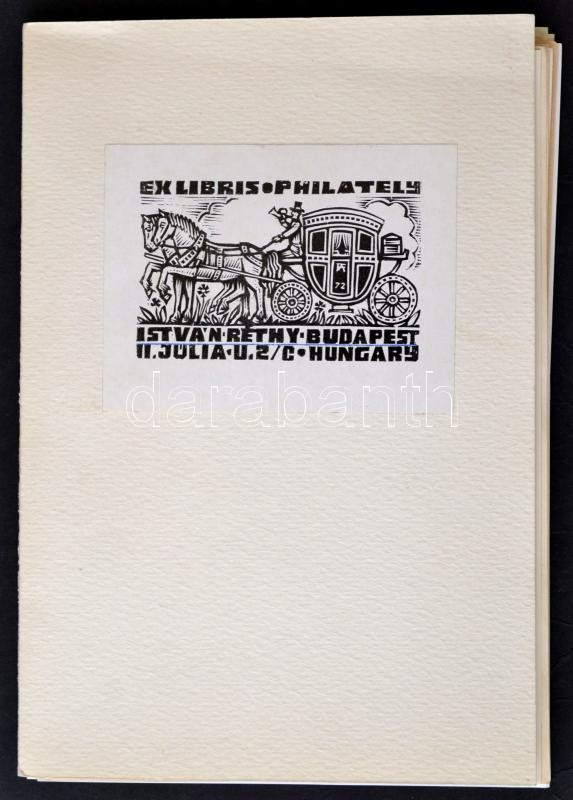 EX LIBRIS • PHILATELY
72
ISTVÁN • RÉTHY • BUDAPEST
II. JÚLIA • U. 2/C • HUNGARY
darabanth